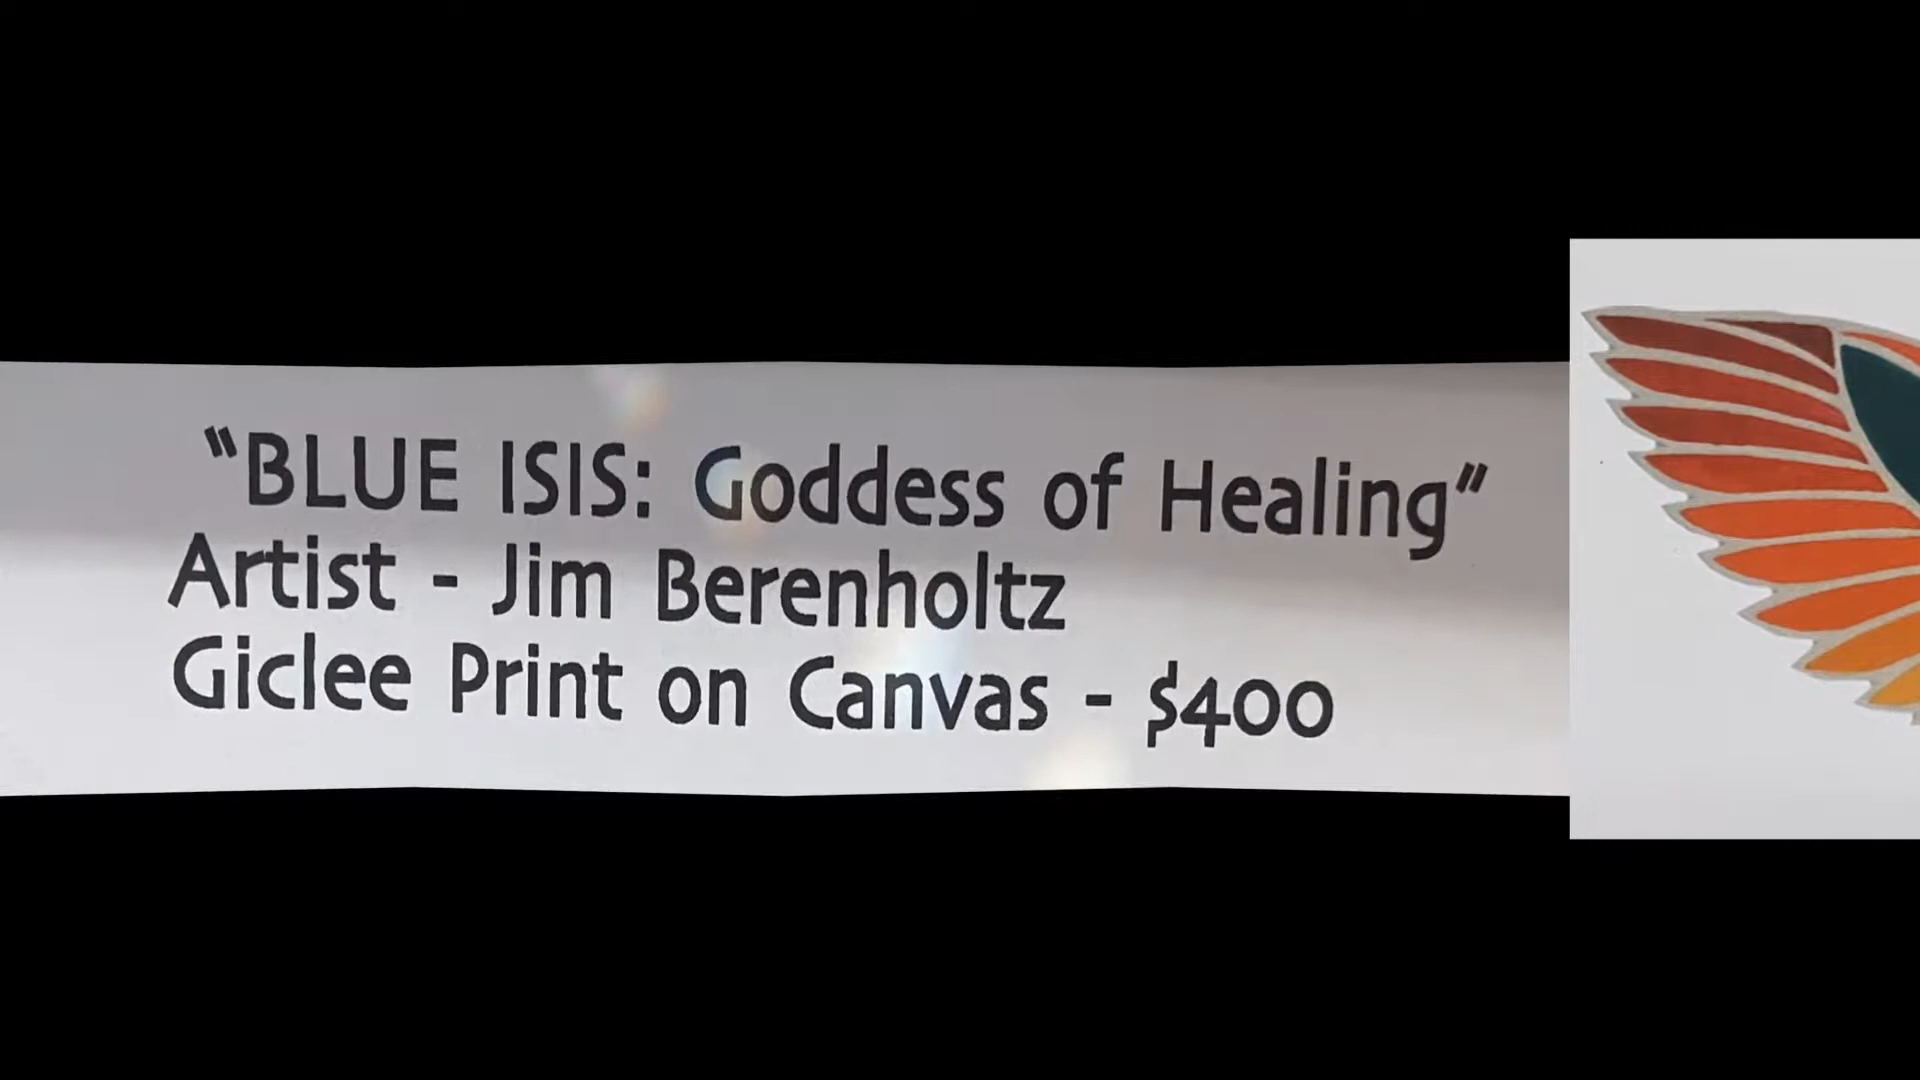 "BLUE ISIS: Goddess of Healing"
Artist - Jim Berenholtz
Giclee Print on Canvas - $400